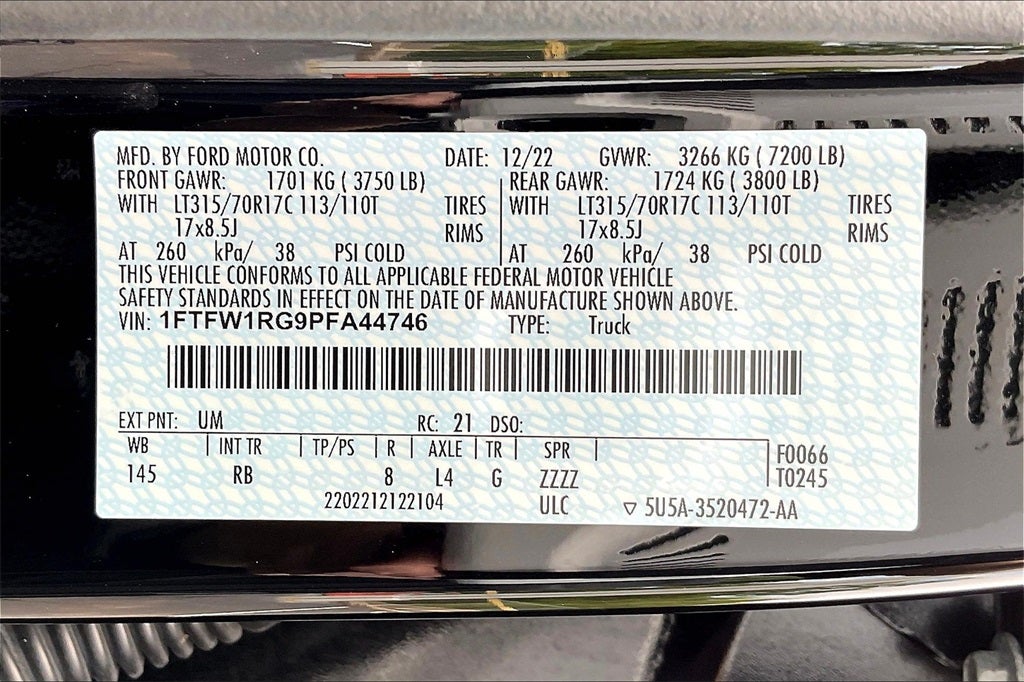 MFD. BY FORD MOTOR CO. DATE: 12/22 GVWR: 3266 KG ( 7200 LB)
FRONT GAWR: 1701 KG ( 3750 LB) REAR GAWR: 1724 KG ( 3800 LB)
WITH LT315/70R17C 113/110T TIRES WITH LT315/70R17C 113/110T TIRES
17x8.5J RIMS 17x8.5J RIMS
AT 260 kPa/ 38 PSI COLD AT 260 kPa/ 38 PSI COLD
THIS VEHICLE CONFORMS TO ALL APPLICABLE FEDERAL MOTOR VEHICLE
SAFETY STANDARDS IN EFFECT ON THE DATE OF MANUFACTURE SHOWN ABOVE.
VIN: 1FTFW1RG9PFA44746 TYPE: Truck
EXT PNT: UM RC: 21 DSO:
WB INT TR TP/PS R AXLE TR SPR F0066
145 RB 8 L4 G ZZZZ T0245
2202212122104 ULC ▽ 5U5A-3520472-AA